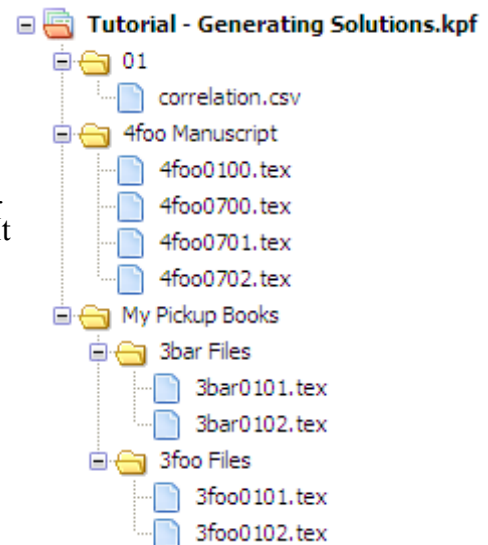 Tutorial - Generating Solutions.kpf
01
correlation.csv
4foo Manuscript
4foo0100.tex
4foo0700.tex
4foo0701.tex
4foo0702.tex
My Pickup Books
3bar Files
3bar0101.tex
3bar0102.tex
3foo Files
3foo0101.tex
3foo0102.tex